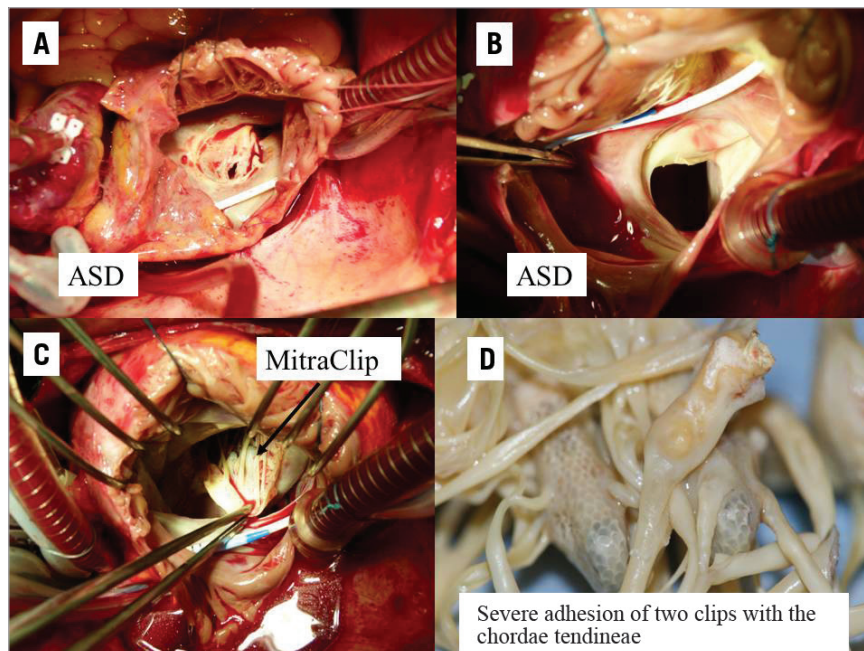 A
B
ASD
ASD
C
MitraClip
D
Severe adhesion of two clips with the
chordae tendineae